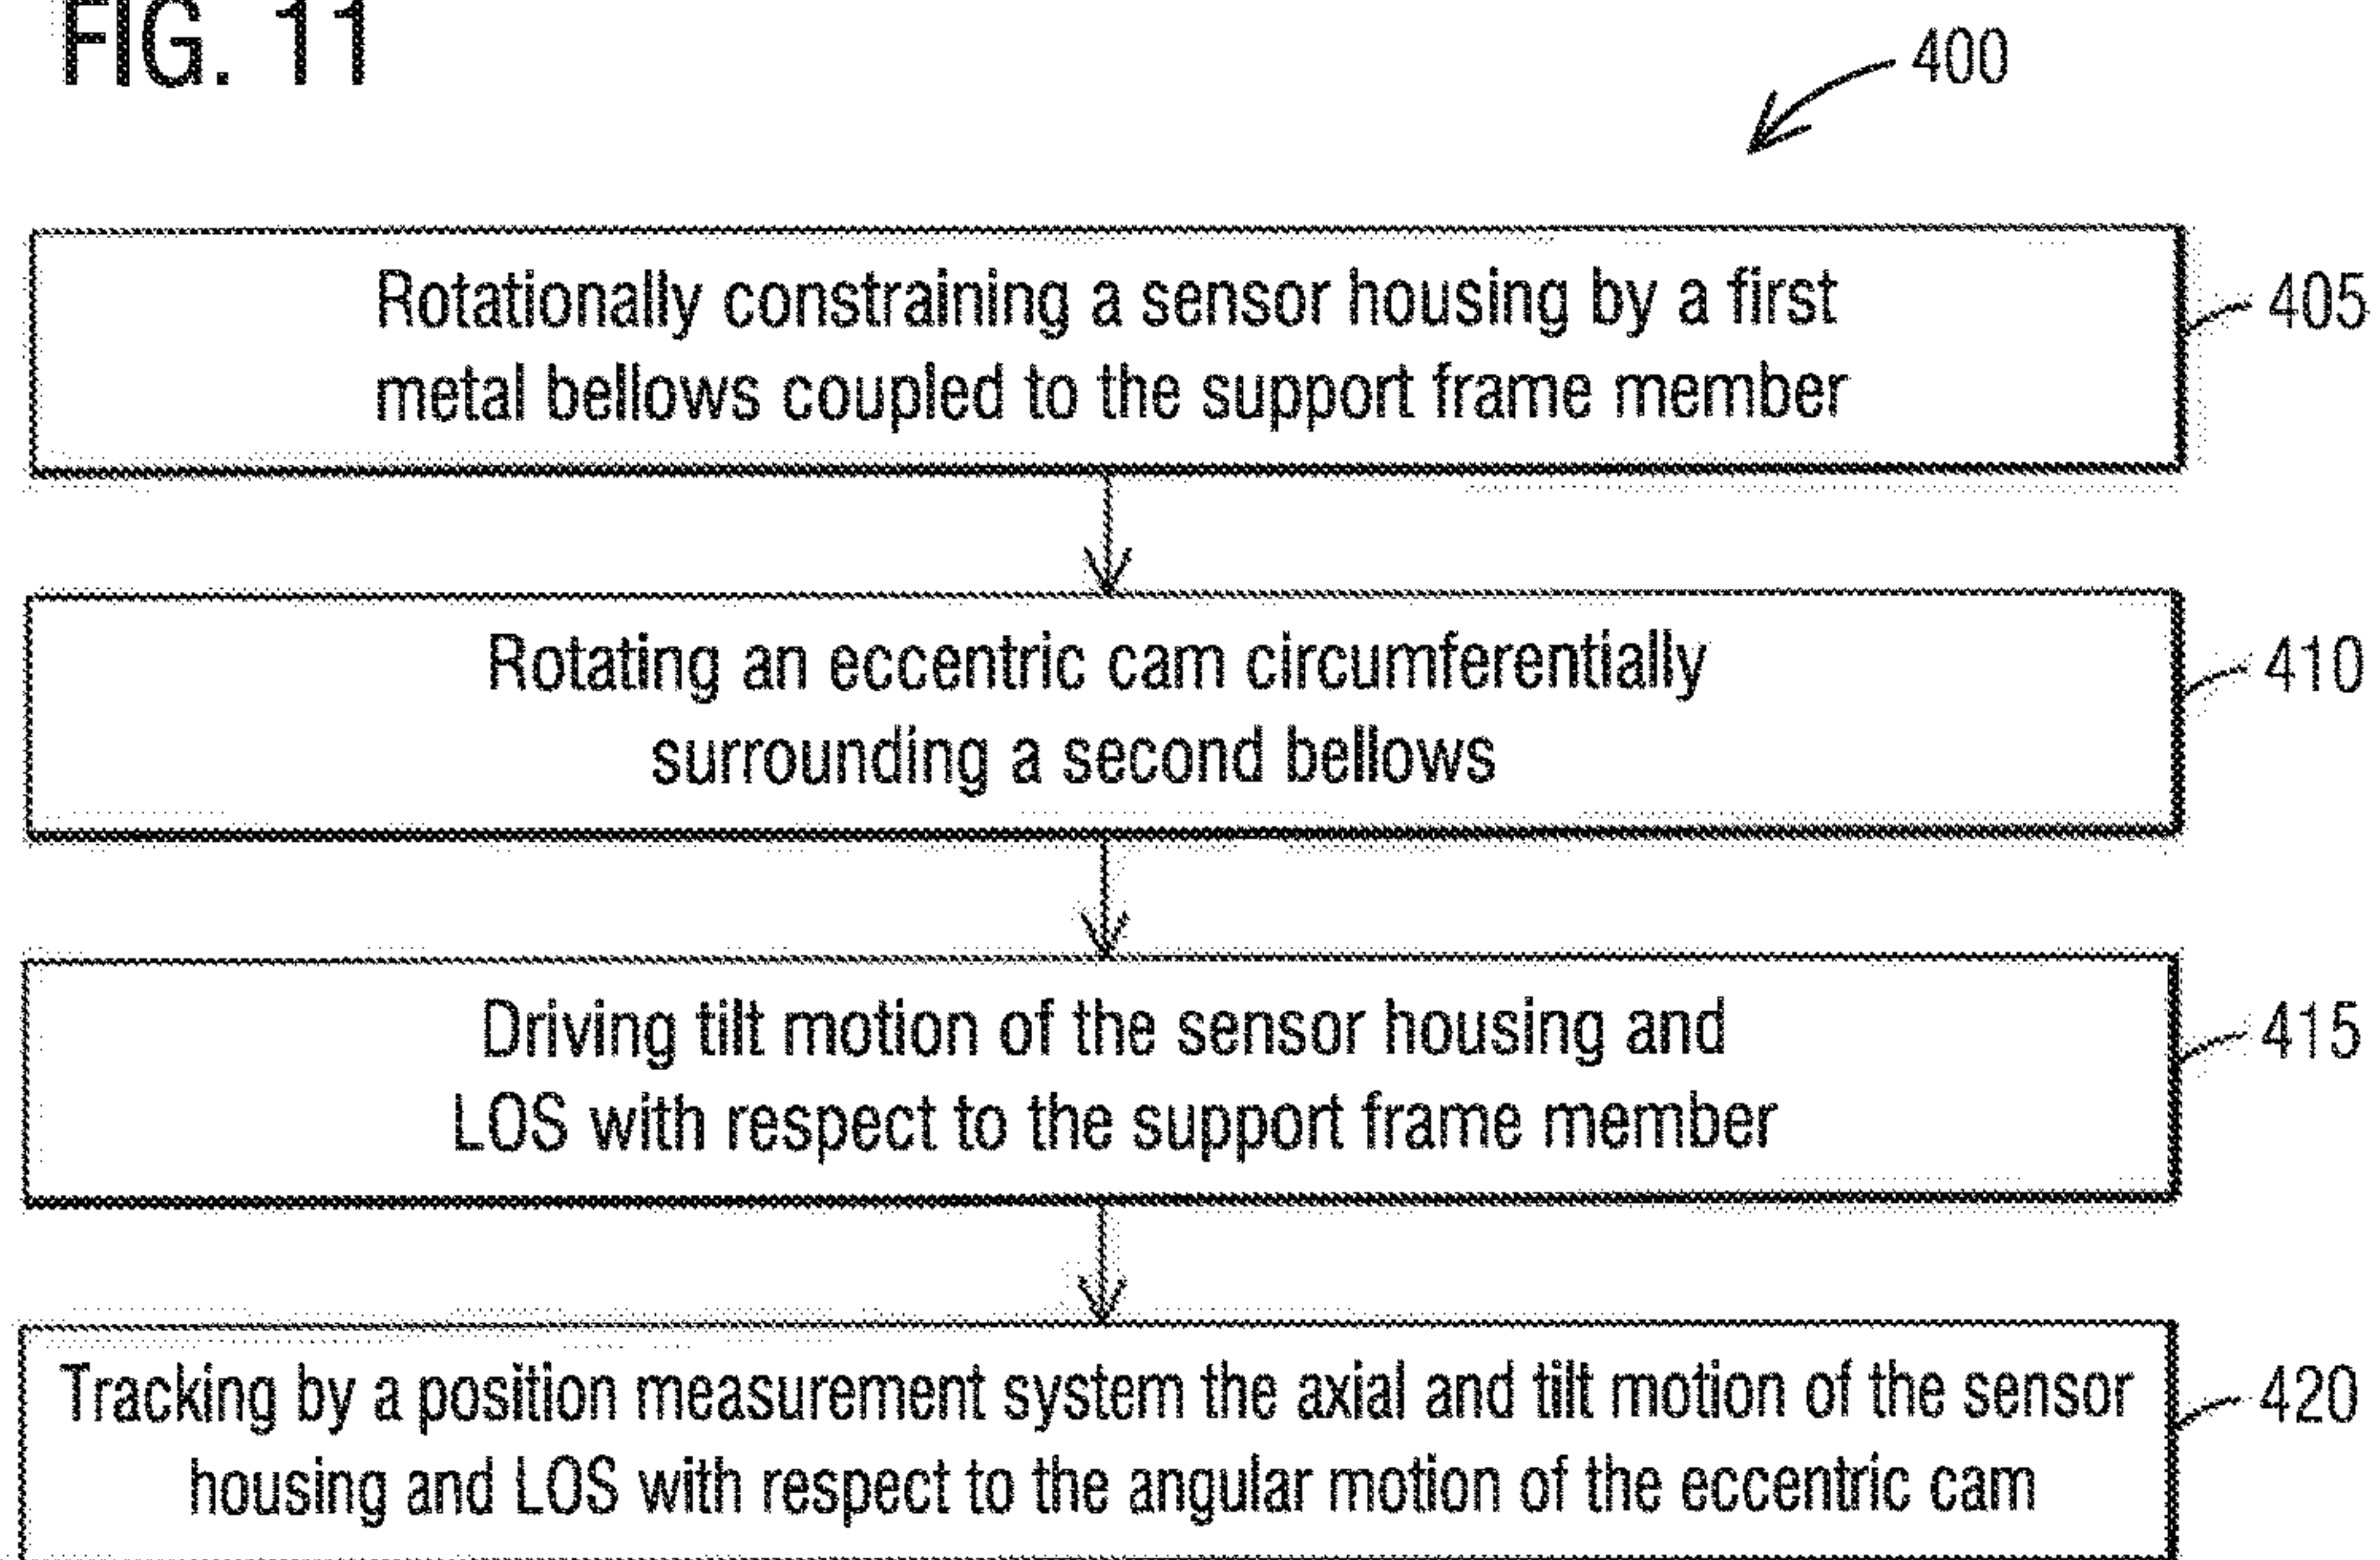 FIG. 11
400
Rotationally constraining a sensor housing by a first
metal bellows coupled to the support frame member
405
Rotating an eccentric cam circumferentially
surrounding a second bellows
410
Driving tilt motion of the sensor housing and
LOS with respect to the support frame member
415
Tracking by a position measurement system the axial and tilt motion of the sensor
housing and LOS with respect to the angular motion of the eccentric cam
420